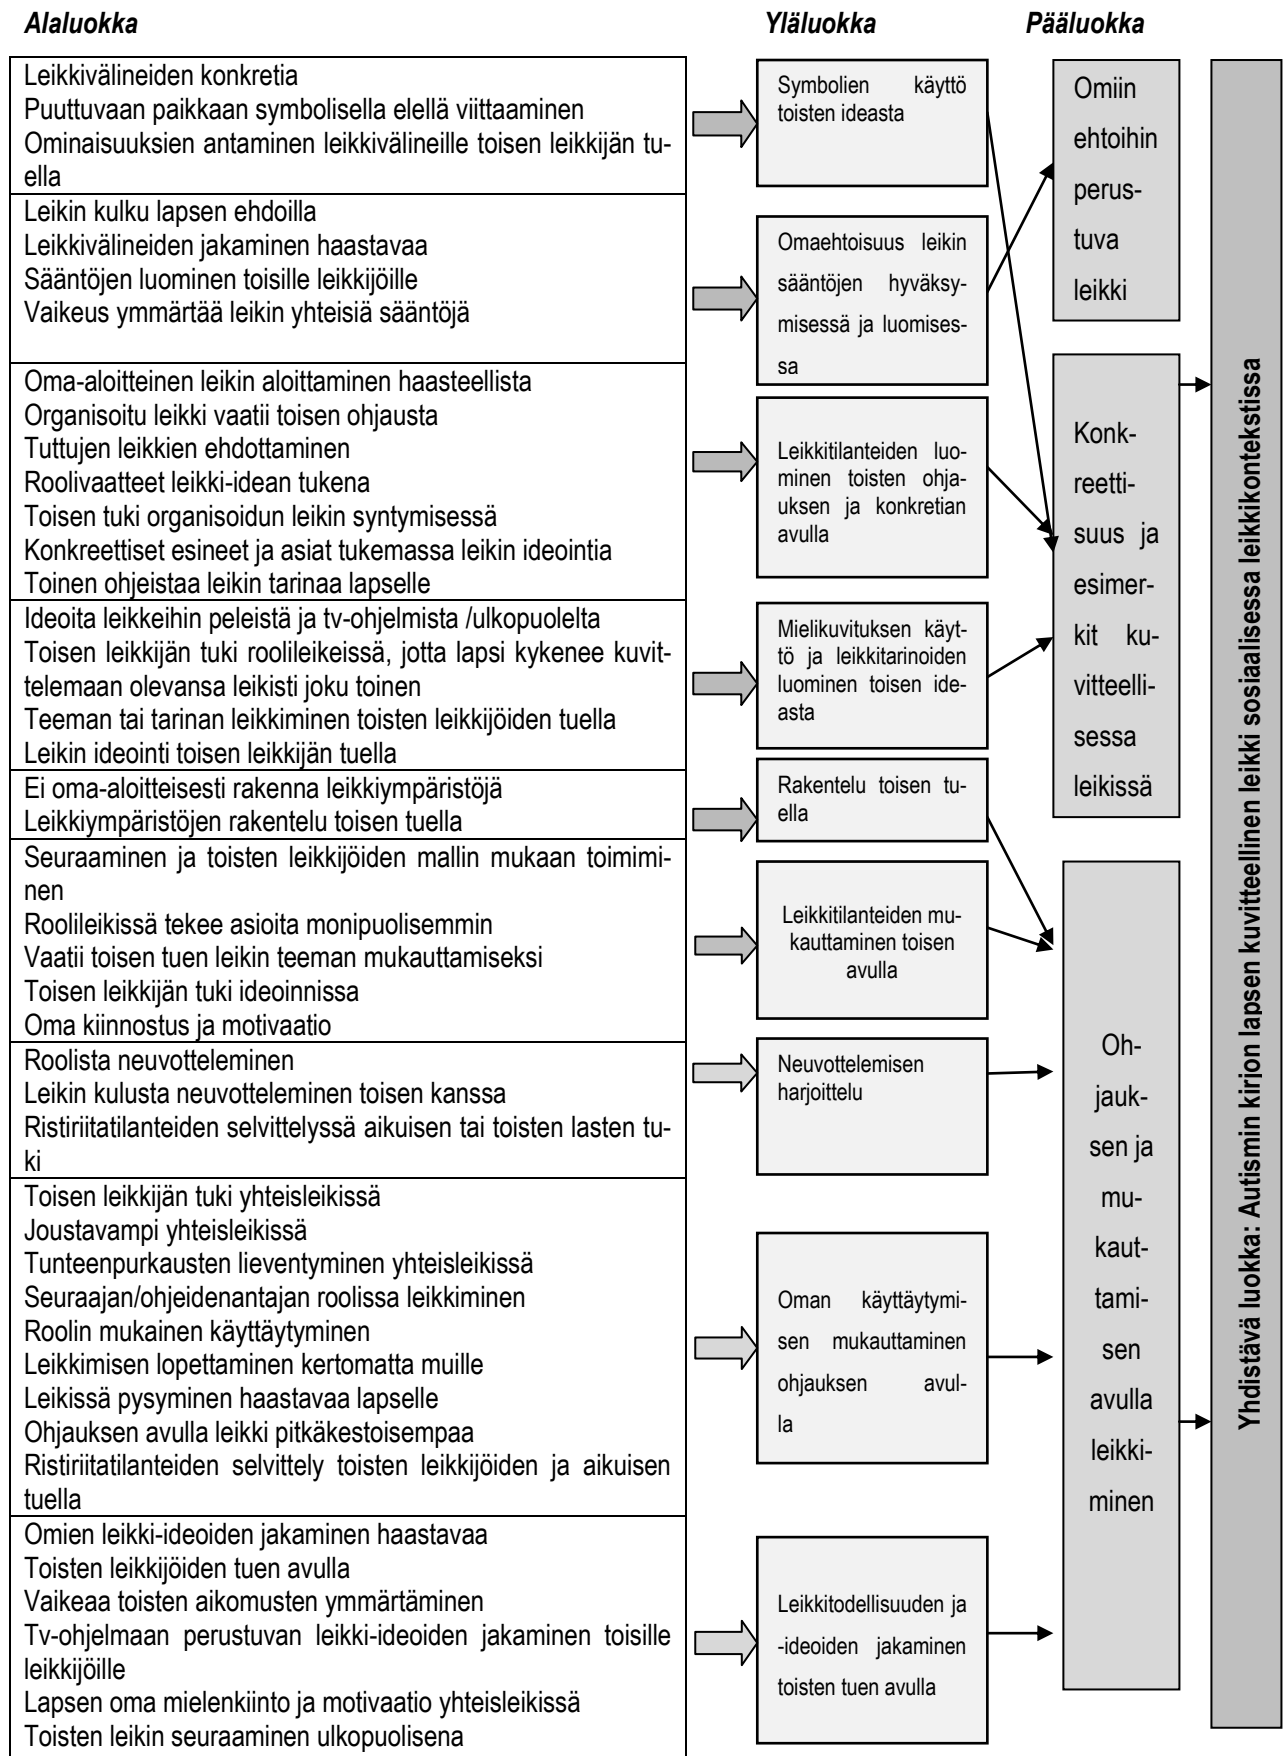 Alaluokka
Yläluokka
Pääluokka
Leikkivälineiden konkretia
Puuttuvaan paikkaan symbolisella elellä viittaaminen
Ominaisuuksien antaminen leikkivälineille toisen leikkijän tu-
ella
Leikin kulku lapsen ehdoilla
Leikkivälineiden jakaminen haastavaa
Sääntöjen luominen toisille leikkijöille
Vaikeus ymmärtää leikin yhteisiä sääntöjä
Oma-aloitteinen leikin aloittaminen haasteellista
Organisoitu leikki vaatii toisen ohjausta
Tuttujen leikkien ehdottaminen
Roolivaatteet leikki-idean tukena
Toisen tuki organisoidun leikin syntymisessä
Konkreettiset esineet ja asiat tukemassa leikin ideointia
Toinen ohjeistaa leikin tarinaa lapselle
Ideoita leikkeihin peleistä ja tv-ohjelmista /ulkopuolelta
Toisen leikkijän tuki roolileikeissä, jotta lapsi kykenee kuvit-
telemaan olevansa leikisti joku toinen
Teeman tai tarinan leikkiminen toisten leikkijöiden tuella
Leikin ideointi toisen leikkijän tuella
Ei oma-aloitteisesti rakenna leikkiympäristöjä
Leikkiympäristöjen rakentelu toisen tuella
Seuraaminen ja toisten leikkijöiden mallin mukaan toimimi-
nen
Roolileikissä tekee asioita monipuolisemmin
Vaatii toisen tuen leikin teeman mukauttamiseksi
Toisen leikkijän tuki ideoinnissa
Oma kiinnostus ja motivaatio
Roolista neuvotteleminen
Leikin kulusta neuvotteleminen toisen kanssa
Ristiriitatilanteiden selvittelyssä aikuisen tai toisten lasten tu-
ki
Toisen leikkijän tuki yhteisleikissä
Joustavampi yhteisleikissä
Tunteenpurkausten lieventyminen yhteisleikissä
Seuraajan/ohjeidenantajan roolissa leikkiminen
Roolin mukainen käyttäytyminen
Leikkimisen lopettaminen kertomatta muille
Leikissä pysyminen haastavaa lapselle
Ohjauksen avulla leikki pitkäkestoisempaa
Ristiriitatilanteiden selvittely toisten leikkijöiden ja aikuisen
tuella
Omien leikki-ideoiden jakaminen haastavaa
Toisten leikkijöiden tuen avulla
Vaikeaa toisten aikomusten ymmärtäminen
Tv-ohjelmaan perustuvan leikki-ideoiden jakaminen toisille
leikkijöille
Lapsen oma mielenkiinto ja motivaatio yhteisleikissä
Toisten leikin seuraaminen ulkopuolisena
Symbolien käyttö
toisten ideasta
Omaehtoisuus leikin
sääntöjen hyväksy-
misessä ja luomises-
sa
Leikkitilanteiden luo-
minen toisten ohja-
uksen ja konkretian
avulla
Mielikuvituksen käyt-
tö ja leikkitarinoiden
luominen toisen ide-
asta
Rakentelu toisen tu-
ella
Leikkitilanteiden mu-
kauttaminen toisen
avulla
Neuvottelemisen
harjoittelu
Oman käyttäytymi-
sen mukauttaminen
ohjauksen avul-
la
Leikkitodellisuuden ja
-ideoiden jakaminen
toisten tuen avulla
Omiin
ehtoihin
perus-
tuva
leikki
Konk-
reetti-
suus ja
esimer-
kit ku-
vitteelli-
sessa
leikissä
Oh-
jauk-
sen ja
mu-
kaut-
tami-
sen
avulla
leikki-
minen
Yhdistävä luokka: Autismin kirjon lapsen kuvitteellinen leikki sosiaalisessa leikkikontekstissa